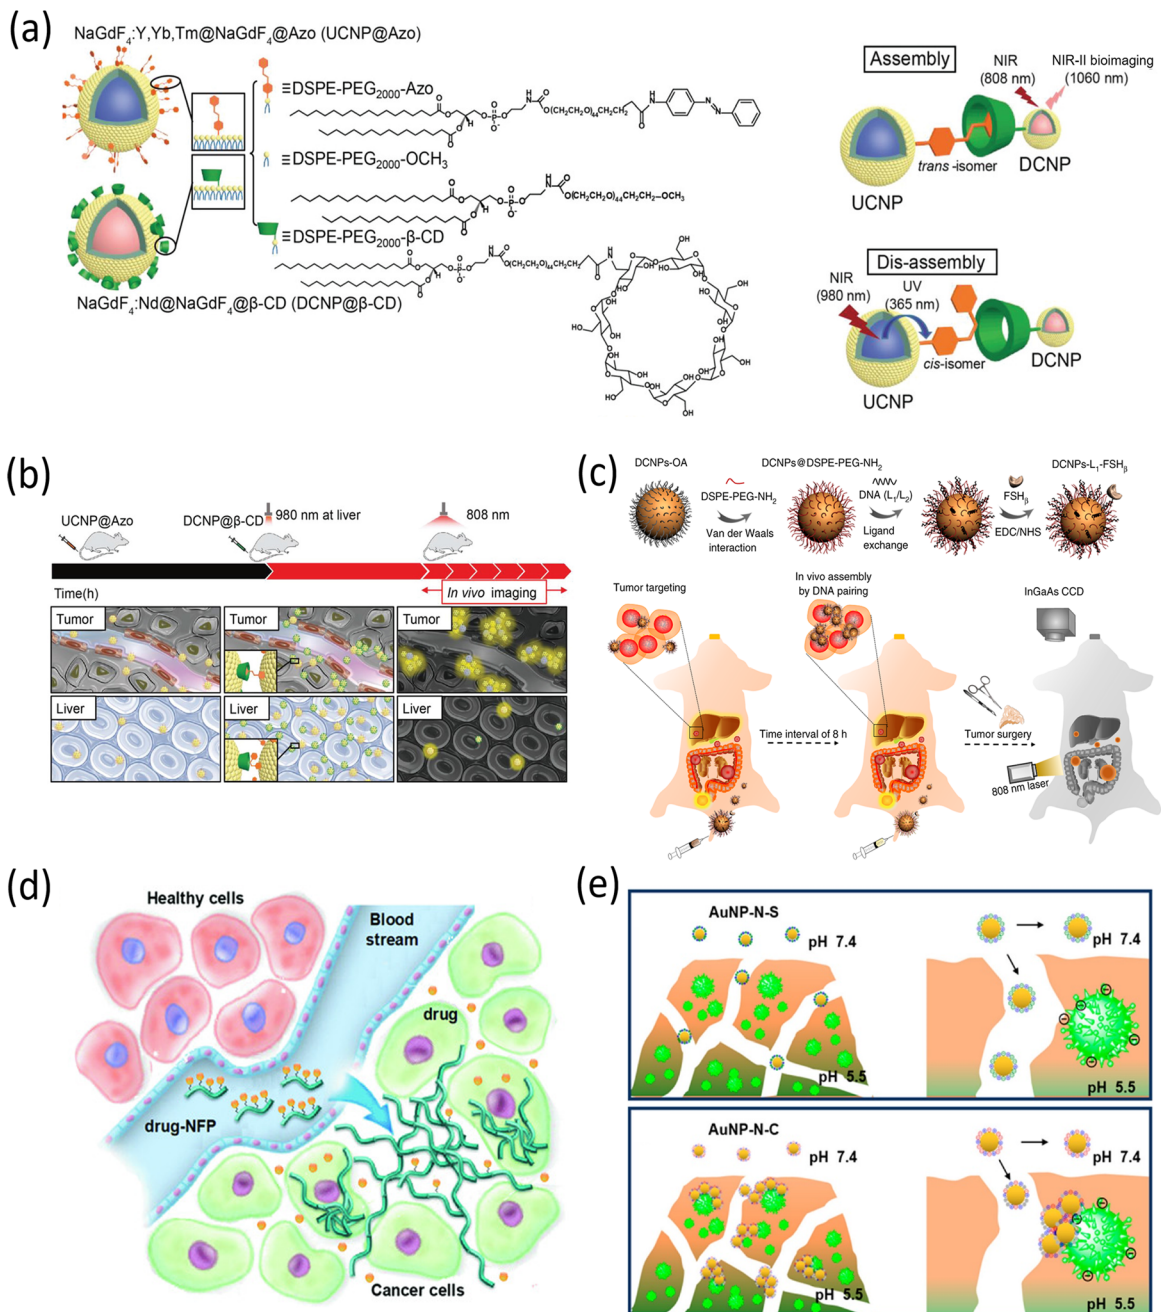 (a)
NaGdF4:Y,Yb,Tm@NaGdF4@Azo (UCNP@Azo)
≡DSPE-PEG2000-Azo
≡DSPE-PEG2000-OCH3
≡DSPE-PEG2000-β-CD
NaGdF4:Nd@NaGdF4@β-CD (DCNP@β-CD)
Assembly
NIR
(808 nm)
NIR-II bioimaging
(1060 nm)
trans-isomer
DCNP
UCNP
Dis-assembly
NIR
(980 nm)
UV
(365 nm)
cis-isomer
DCNP
UCNP
(b)
UCNP@Azo
DCNP@β-CD
980 nm at liver
808 nm
Time(h)
In vivo imaging
Tumor
Tumor
Tumor
Liver
Liver
Liver
(c)
DCNPs-OA
DCNPs@DSPE-PEG-NH2
DCNPs-L1-FSHβ
DSPE-PEG-NH2
Van der Waals
interaction
DNA (L1/L2)
Ligand
exchange
FSHβ
EDC/NHS
Tumor targeting
In vivo assembly
by DNA pairing
InGaAs CCD
Time interval of 8 h
Tumor surgery
808 nm laser
(d)
Healthy cells
Blood
stream
drug
drug-NFP
Cancer cells
(e)
AuNP-N-S
pH 7.4
pH 5.5
pH 7.4
pH 5.5
AuNP-N-C
pH 7.4
pH 5.5
pH 7.4
pH 5.5